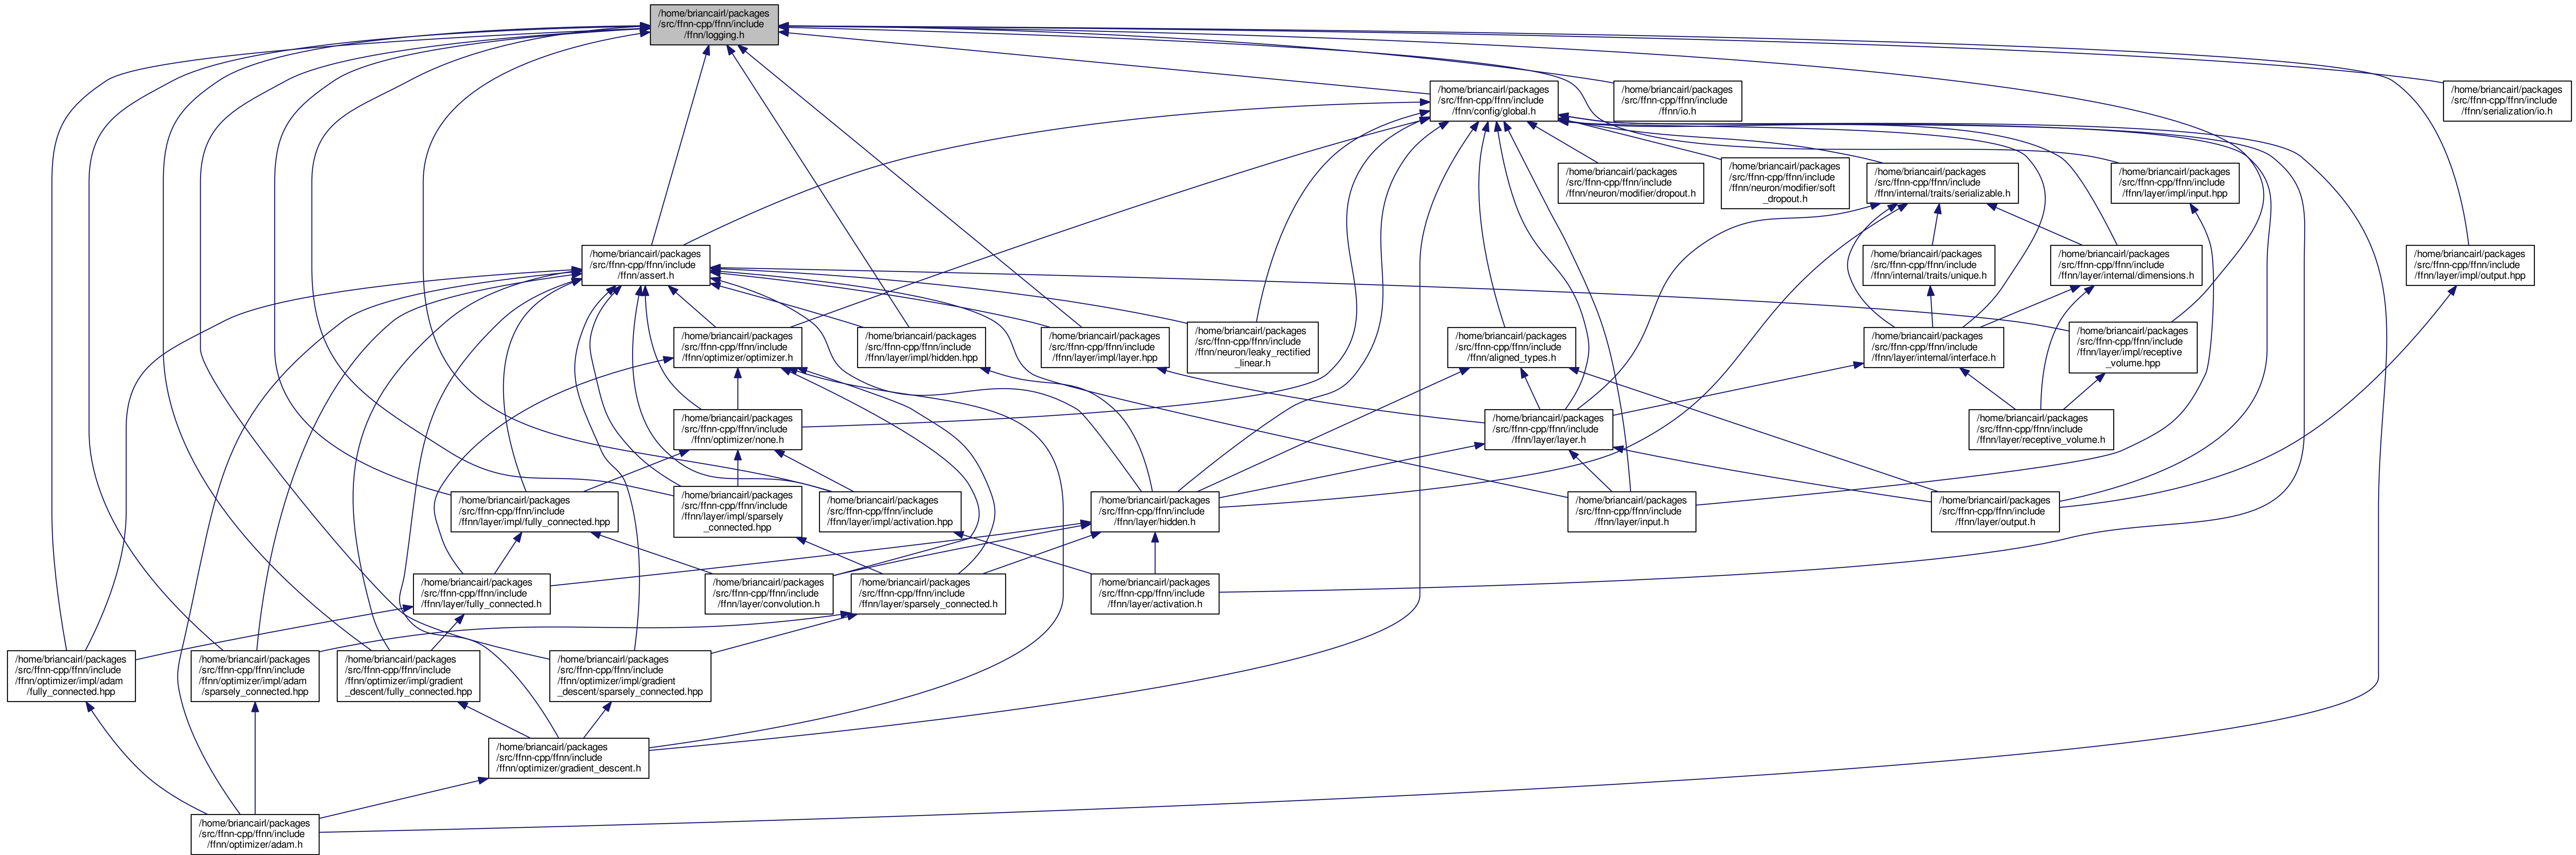 /home/briancairl/packages
/src/ffnn-cpp/ffnn/include
/ffnn/logging.h
/home/briancairl/packages
/src/ffnn-cpp/ffnn/include
/ffnn/config/global.h
/home/briancairl/packages
/src/ffnn-cpp/ffnn/include
/ffnn/io.h
/home/briancairl/packages
/src/ffnn-cpp/ffnn/include
/ffnn/serialization/io.h
/home/briancairl/packages
/src/ffnn-cpp/ffnn/include
/ffnn/neuron/modifier/dropout.h
/home/briancairl/packages
/src/ffnn-cpp/ffnn/include
/ffnn/neuron/modifier/soft
_dropout.h
/home/briancairl/packages
/src/ffnn-cpp/ffnn/include
/ffnn/internal/traits/serializable.h
/home/briancairl/packages
/src/ffnn-cpp/ffnn/include
/ffnn/layer/impl/input.hpp
/home/briancairl/packages
/src/ffnn-cpp/ffnn/include
/ffnn/assert.h
/home/briancairl/packages
/src/ffnn-cpp/ffnn/include
/ffnn/internal/traits/unique.h
/home/briancairl/packages
/src/ffnn-cpp/ffnn/include
/ffnn/layer/internal/dimensions.h
/home/briancairl/packages
/src/ffnn-cpp/ffnn/include
/ffnn/layer/impl/output.hpp
/home/briancairl/packages
/src/ffnn-cpp/ffnn/include
/ffnn/optimizer/optimizer.h
/home/briancairl/packages
/src/ffnn-cpp/ffnn/include
/ffnn/layer/impl/hidden.hpp
/home/briancairl/packages
/src/ffnn-cpp/ffnn/include
/ffnn/layer/impl/layer.hpp
/home/briancairl/packages
/src/ffnn-cpp/ffnn/include
/ffnn/neuron/leaky_rectified
_linear.h
/home/briancairl/packages
/src/ffnn-cpp/ffnn/include
/ffnn/aligned_types.h
/home/briancairl/packages
/src/ffnn-cpp/ffnn/include
/ffnn/layer/internal/interface.h
/home/briancairl/packages
/src/ffnn-cpp/ffnn/include
/ffnn/layer/impl/receptive
_volume.hpp
/home/briancairl/packages
/src/ffnn-cpp/ffnn/include
/ffnn/optimizer/none.h
/home/briancairl/packages
/src/ffnn-cpp/ffnn/include
/ffnn/layer/layer.h
/home/briancairl/packages
/src/ffnn-cpp/ffnn/include
/ffnn/layer/receptive_volume.h
/home/briancairl/packages
/src/ffnn-cpp/ffnn/include
/ffnn/layer/impl/fully_connected.hpp
/home/briancairl/packages
/src/ffnn-cpp/ffnn/include
/ffnn/layer/impl/sparsely
_connected.hpp
/home/briancairl/packages
/src/ffnn-cpp/ffnn/include
/ffnn/layer/impl/activation.hpp
/home/briancairl/packages
/src/ffnn-cpp/ffnn/include
/ffnn/layer/hidden.h
/home/briancairl/packages
/src/ffnn-cpp/ffnn/include
/ffnn/layer/input.h
/home/briancairl/packages
/src/ffnn-cpp/ffnn/include
/ffnn/layer/output.h
/home/briancairl/packages
/src/ffnn-cpp/ffnn/include
/ffnn/layer/fully_connected.h
/home/briancairl/packages
/src/ffnn-cpp/ffnn/include
/ffnn/layer/convolution.h
/home/briancairl/packages
/src/ffnn-cpp/ffnn/include
/ffnn/layer/sparsely_connected.h
/home/briancairl/packages
/src/ffnn-cpp/ffnn/include
/ffnn/layer/activation.h
/home/briancairl/packages
/src/ffnn-cpp/ffnn/include
/ffnn/optimizer/impl/adam
/fully_connected.hpp
/home/briancairl/packages
/src/ffnn-cpp/ffnn/include
/ffnn/optimizer/impl/adam
/sparsely_connected.hpp
/home/briancairl/packages
/src/ffnn-cpp/ffnn/include
/ffnn/optimizer/impl/gradient
_descent/fully_connected.hpp
/home/briancairl/packages
/src/ffnn-cpp/ffnn/include
/ffnn/optimizer/impl/gradient
_descent/sparsely_connected.hpp
/home/briancairl/packages
/src/ffnn-cpp/ffnn/include
/ffnn/optimizer/gradient_descent.h
/home/briancairl/packages
/src/ffnn-cpp/ffnn/include
/ffnn/optimizer/adam.h